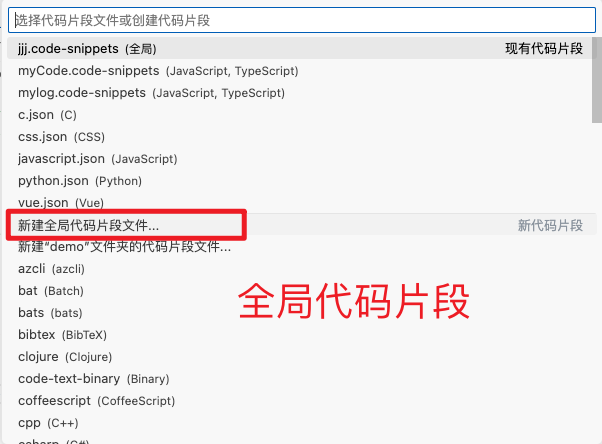 选择代码片段文件或创建代码片段
jjj.code-snippets (全局) 现有代码片段
myCode.code-snippets (JavaScript, TypeScript)
mylog.code-snippets (JavaScript, TypeScript)
c.json (C)
css.json (CSS)
javascript.json (JavaScript)
python.json (Python)
vue.json (Vue)
新建全局代码片段文件... 新代码片段
新建“demo”文件夹的代码片段文件...
azcli (azcli)
bat (Batch)
bats (bats)
bibtex (BibTeX)
clojure (Clojure)
code-text-binary (Binary)
coffeescript (CoffeeScript)
cpp (C++)
csharp (C#)
全局代码片段